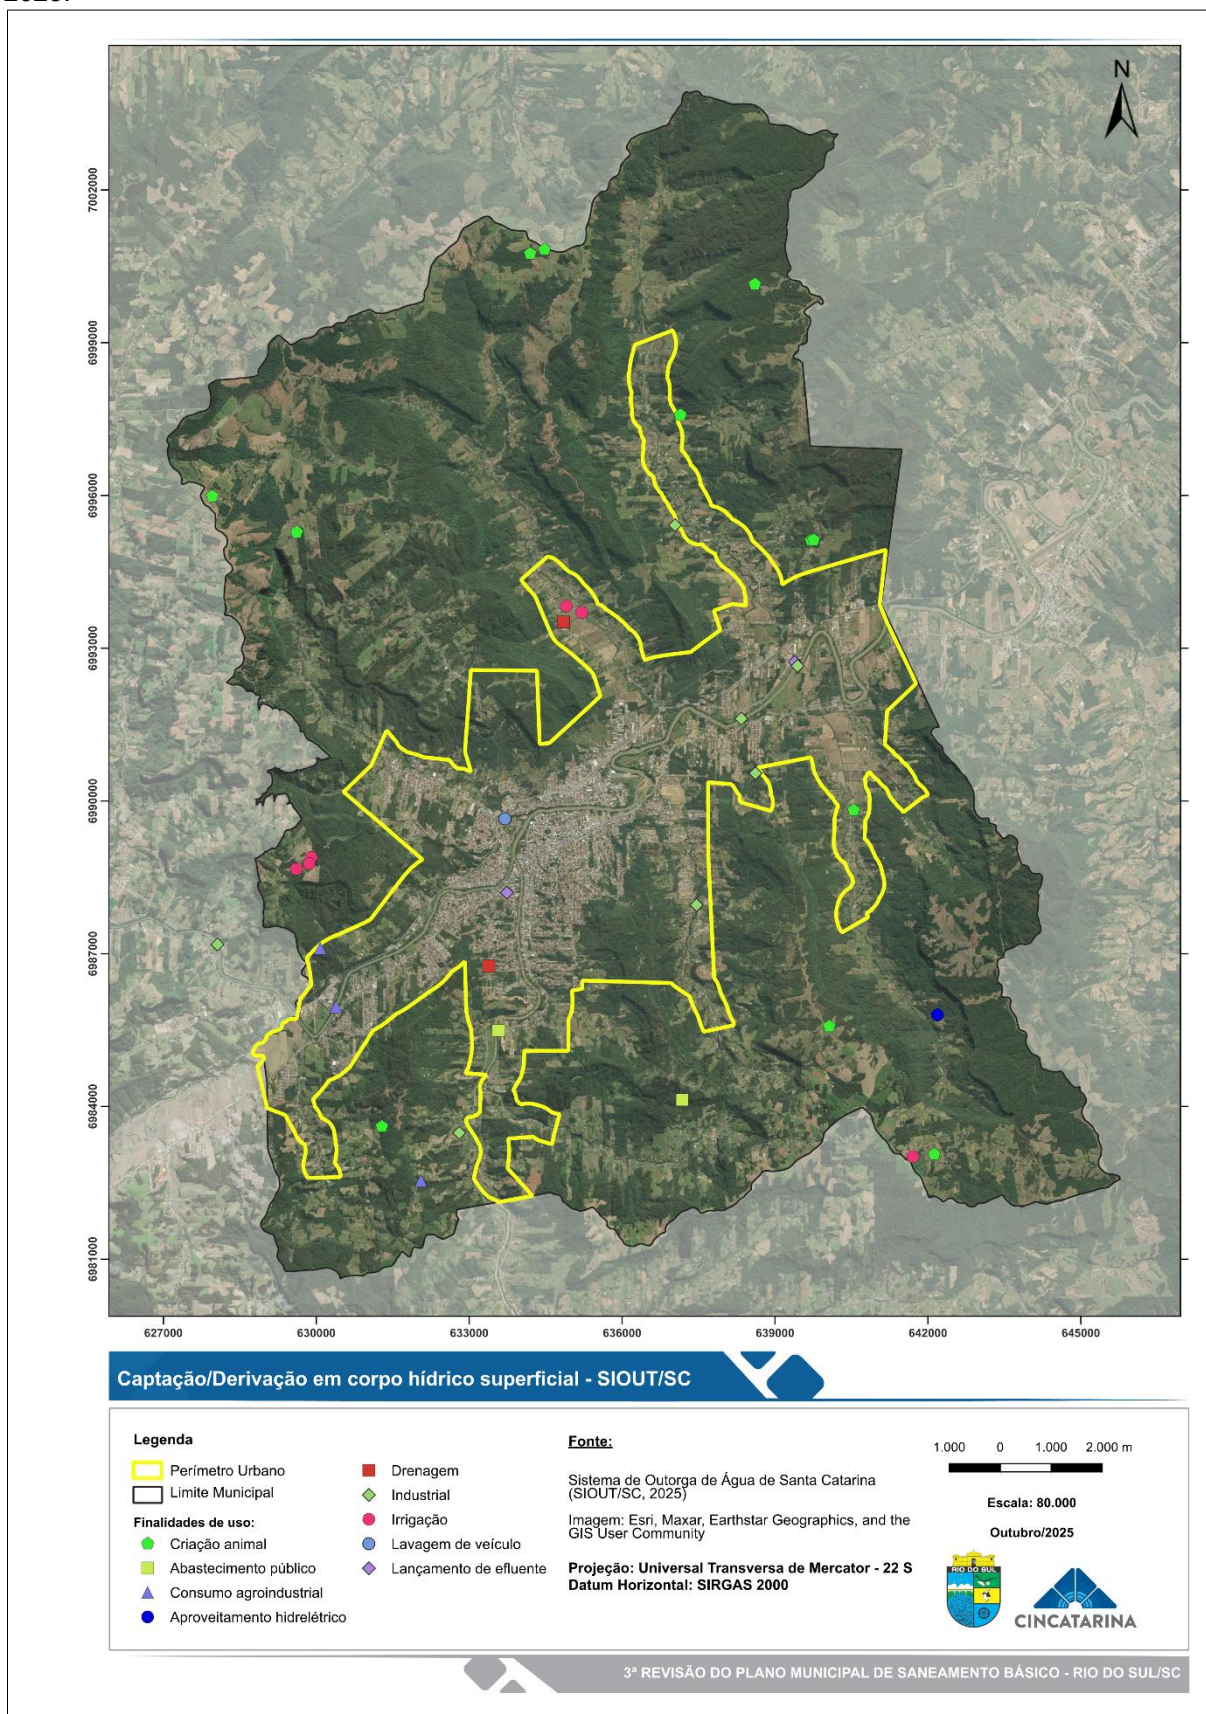 N
7002000
6999000
6996000
6993000
6990000
6987000
6984000
6981000
627000 630000 633000 636000 639000 642000 645000
Captação/Derivação em corpo hídrico superficial - SIOUT/SC
Legenda
Perímetro Urbano
Limite Municipal
Finalidades de uso:
Criação animal
Abastecimento público
Consumo agroindustrial
Aproveitamento hidrelétrico
Drenagem
Industrial
Irrigação
Lavagem de veículo
Lançamento de efluente
Fonte:
Sistema de Outorga de Água de Santa Catarina
(SIOUT/SC, 2025)
Imagem: Esri, Maxar, Earthstar Geographics, and the
GIS User Community
Projeção: Universal Transversa de Mercator - 22 S
Datum Horizontal: SIRGAS 2000
1.000 0 1.000 2.000 m
Escala: 80.000
Outubro/2025
RIO DO SUL
CINCATARINA
3ª REVISÃO DO PLANO MUNICIPAL DE SANEAMENTO BÁSICO - RIO DO SUL/SC